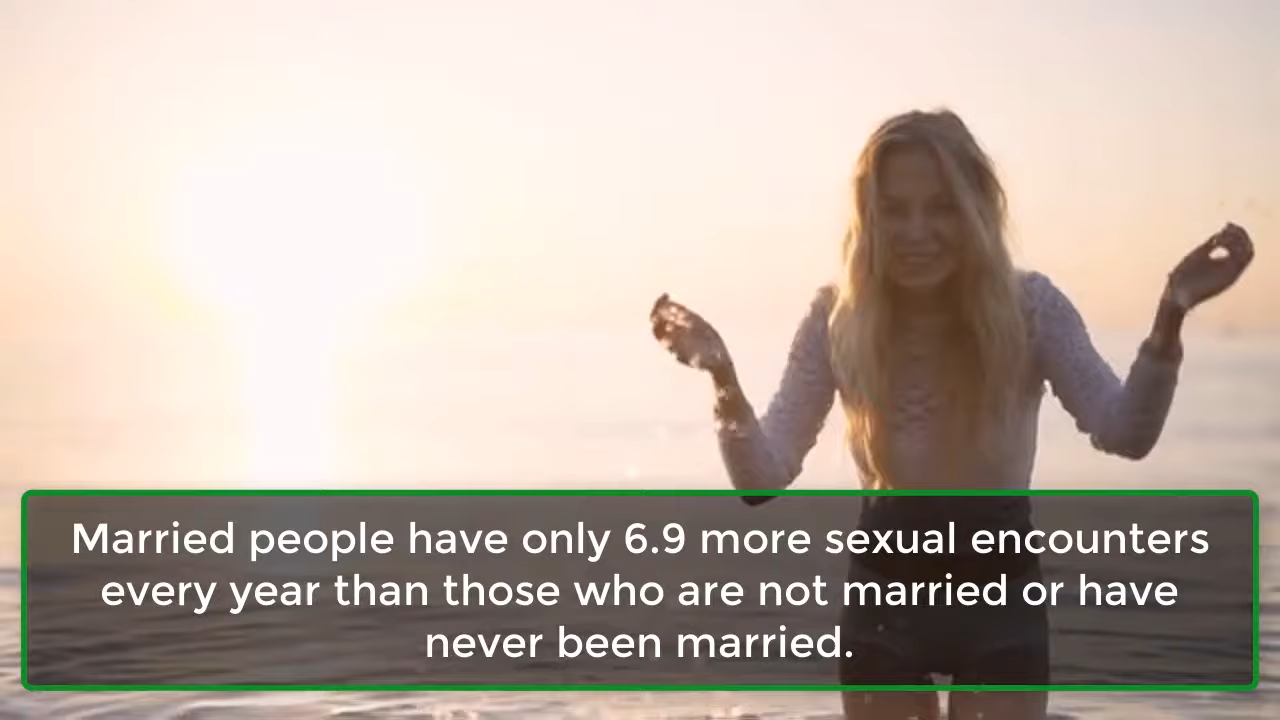 Married people have only 6.9 more sexual encounters
every year than those who are not married or have
never been married.